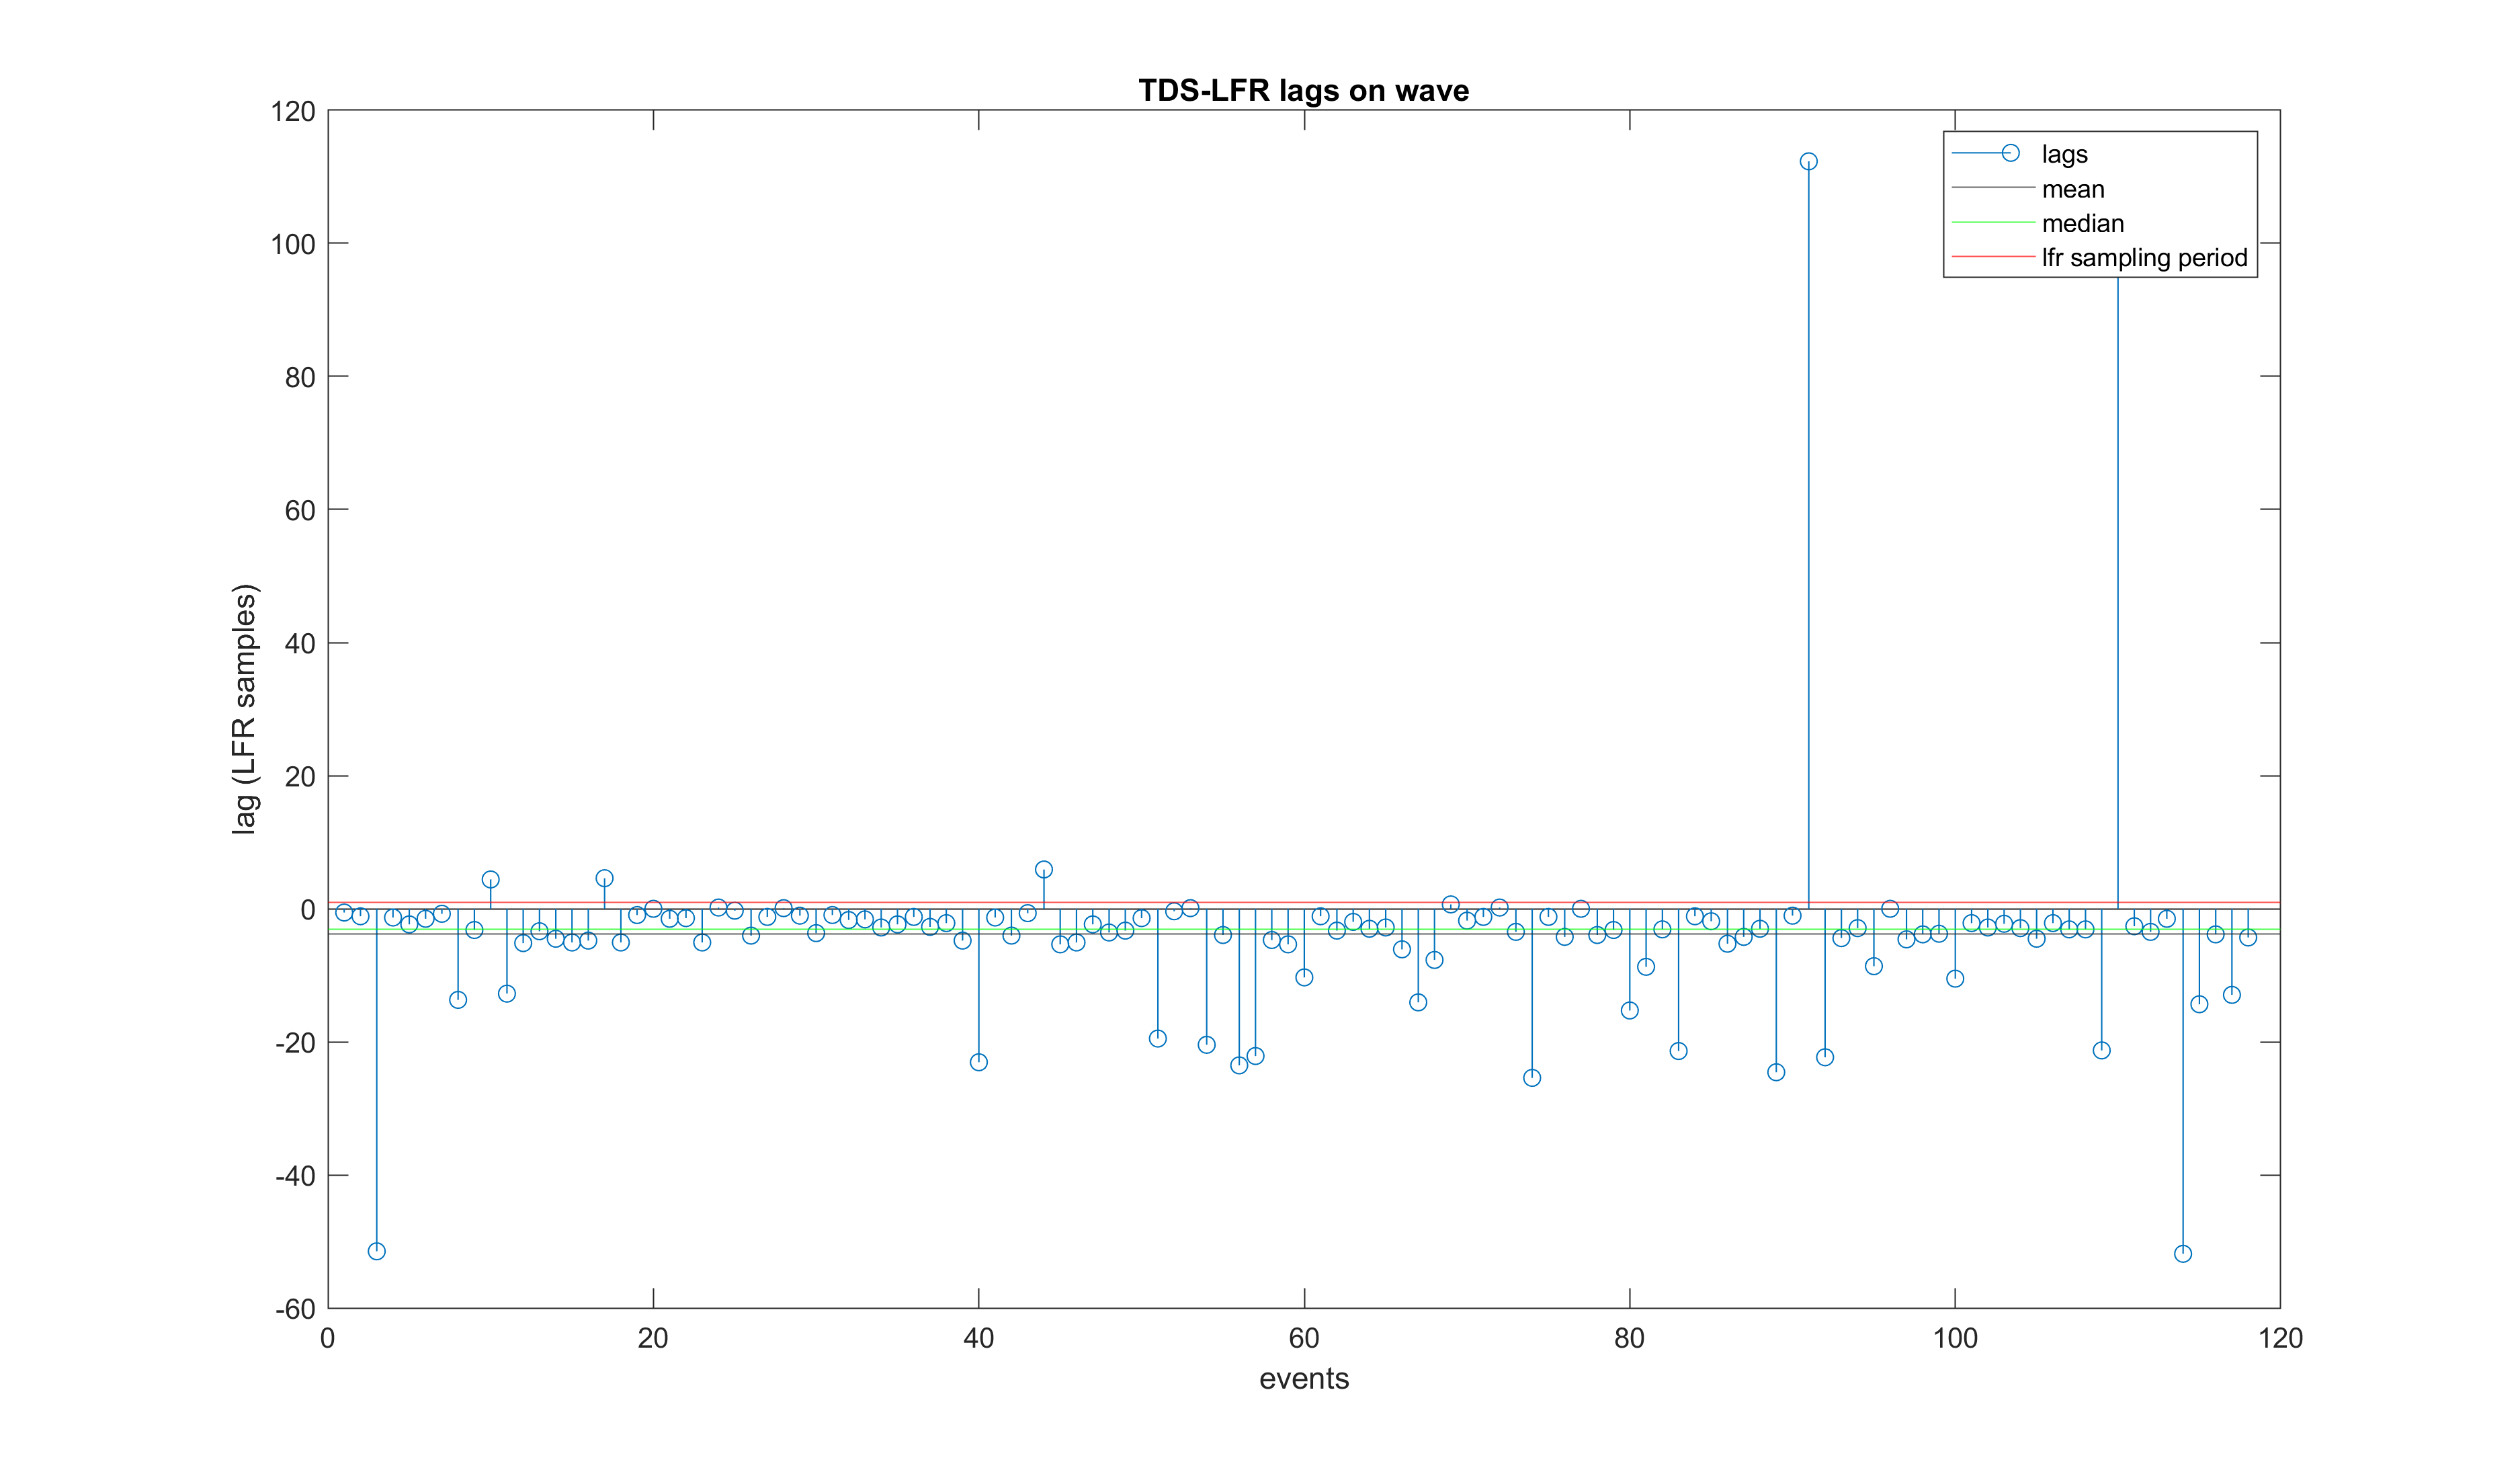 TDS-LFR lags on wave
120
100
80
60
40
20
0
-20
-40
-60
lag (LFR samples)
lags
mean
median
lfr sampling period
0 20 40 60 80 100 120
events